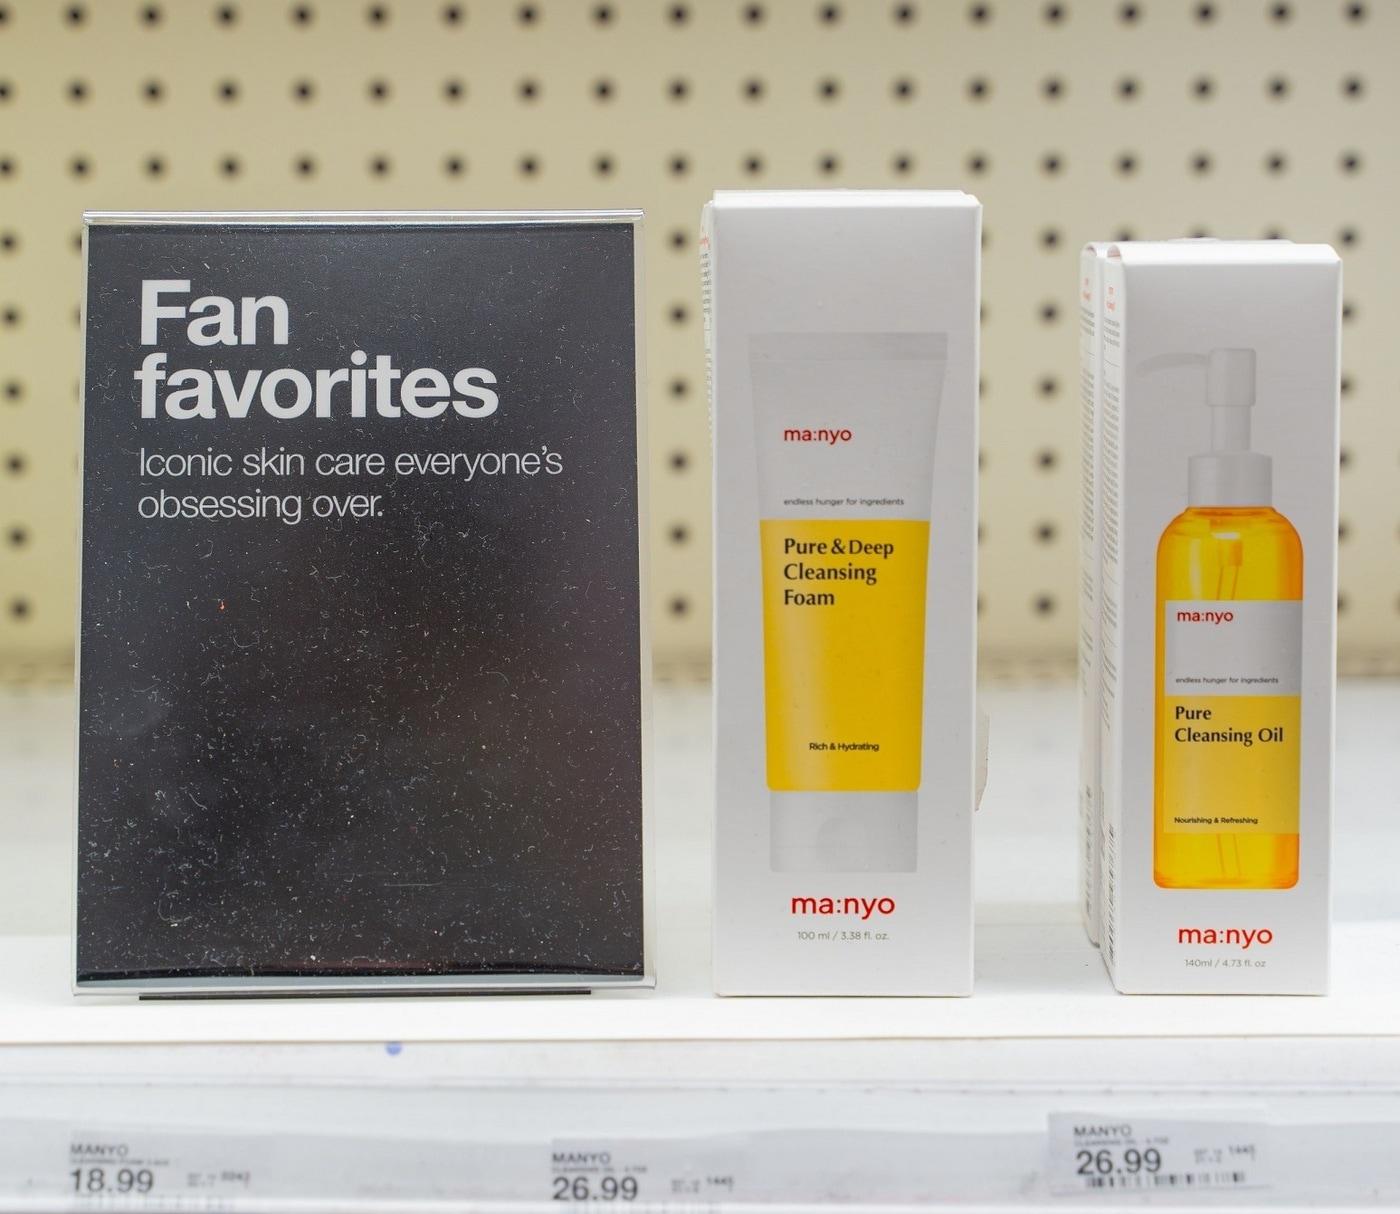 Fan
favorites
Iconic skin care everyone's
obsessing over.
ma:nyo
endless hunger for ingredients
Pure & Deep
Cleansing
Foam
Rich & Hydrating
ma:nyo
100 ml / 3.38 fl. oz.
ma:nyo
endless hunger for ingredients
Pure
Cleansing Oil
Nourishing & Refreshing
ma:nyo
140ml / 4.73 fl. oz
MANYO
18.99
MANYO
26.99
MANYO
26.99